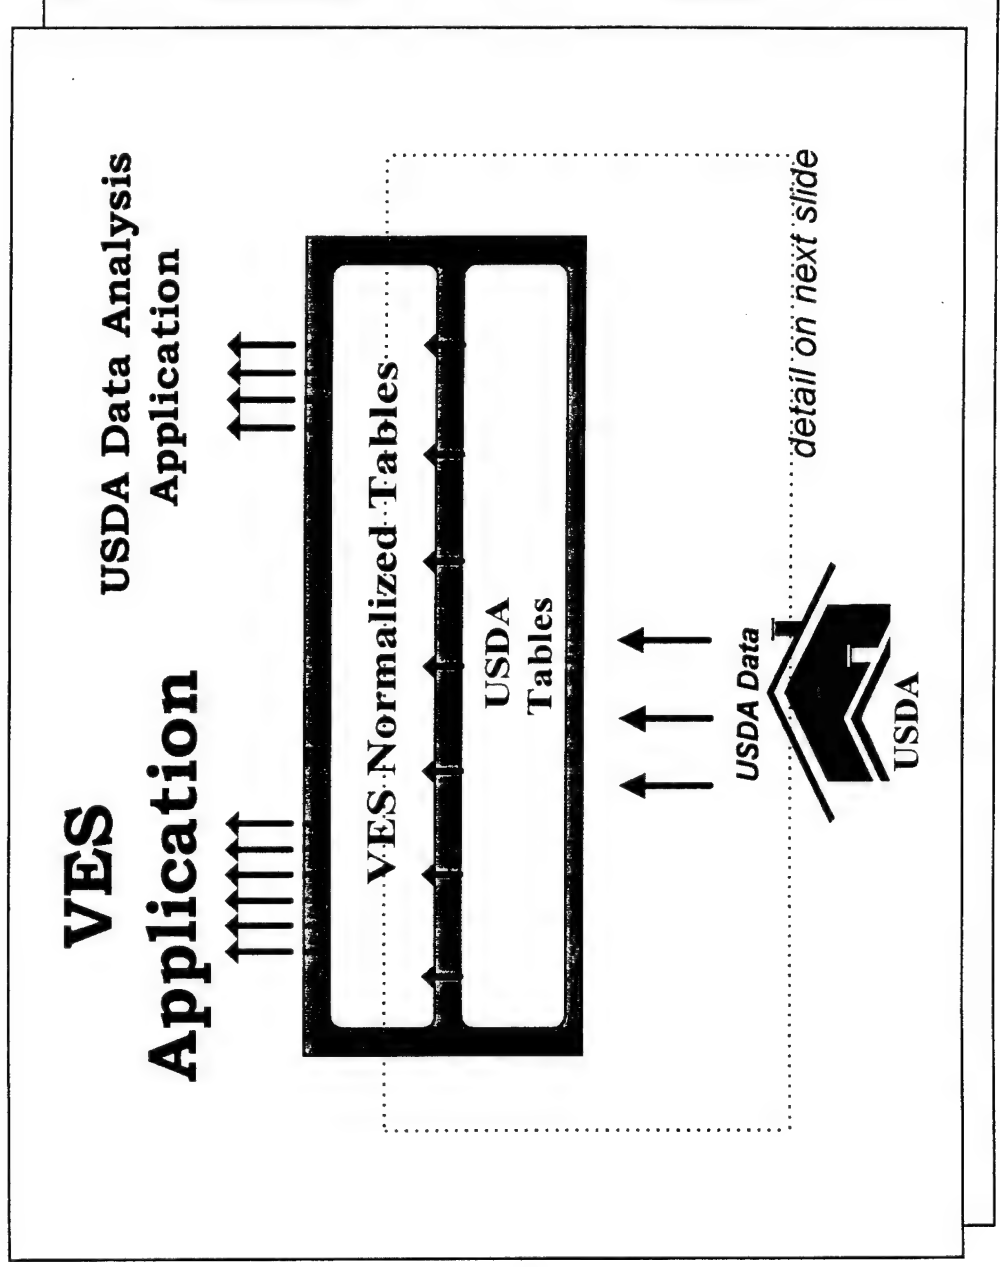 VES
Application
USDA Data Analysis
Application
VES Normalized Tables
USDA
Tables
USDA Data
USDA
detail on next slide